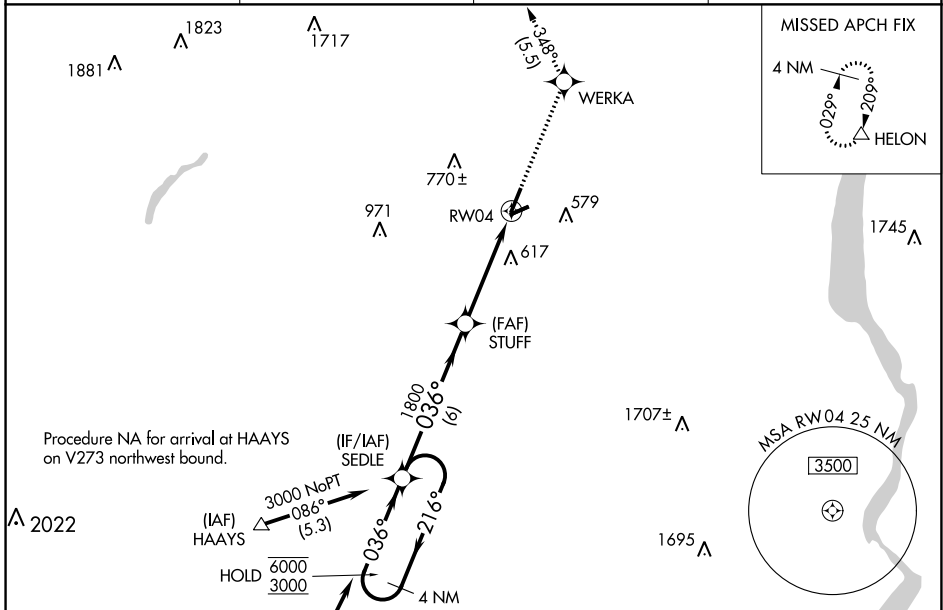 1823
1717
1881
348°
(5.5)
WERKA
MISSED APCH FIX
4 NM
029°
209°
HELON
770 ±
971
RW04
579
617
1745
(FAF)
STUFF
1800
036°
(6)
1707±
Procedure NA for arrival at HAAYS
on V273 northwest bound.
(IF/IAF)
SEDLE
MSA RW04 25 NM
3500
3000 NoPT
086°
(5.3)
2022
(IAF)
HAAYS
036°
216°
1695
HOLD
6000
3000
4 NM